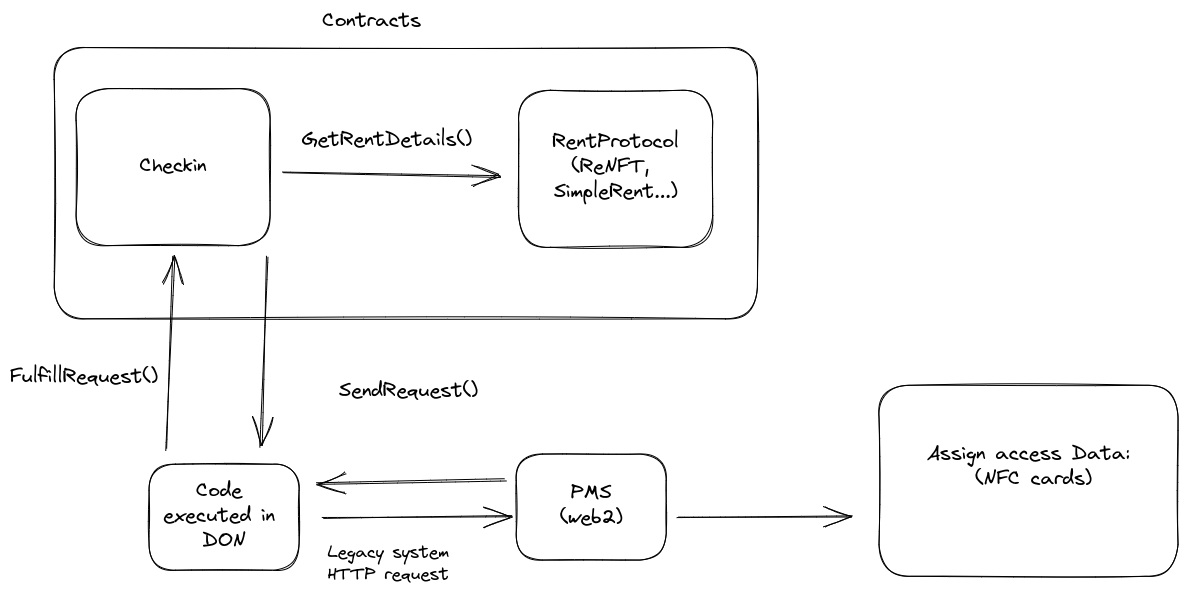 Contracts
Checkin
GetRentDetails()
RentProtocol
(ReNFT,
SimpleRent...)
FulfillRequest()
SendRequest()
Code
executed in
DON
Legacy system
HTTP request
PMS
(web2)
Assign access Data:
(NFC cards)